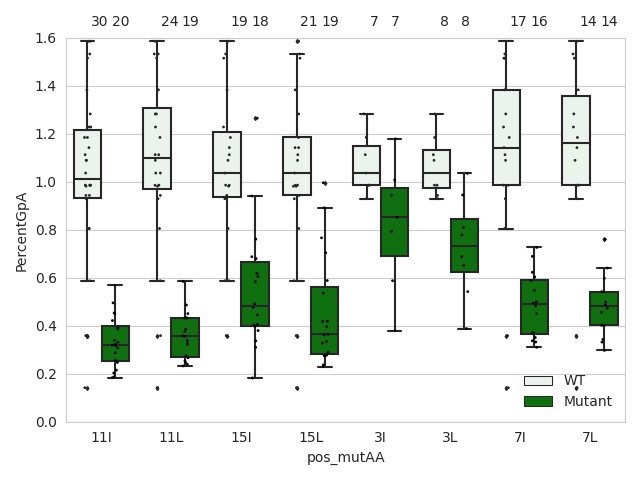 30 20 24 19 19 18 21 19 7 7 8 8 17 16 14 14
1.6
1.4
1.2
1.0
0.8
0.6
0.4
0.2
0.0
PercentGpA
WT
Mutant
11I 11L 15I 15L 3I 3L 7I 7L
pos_mutAA